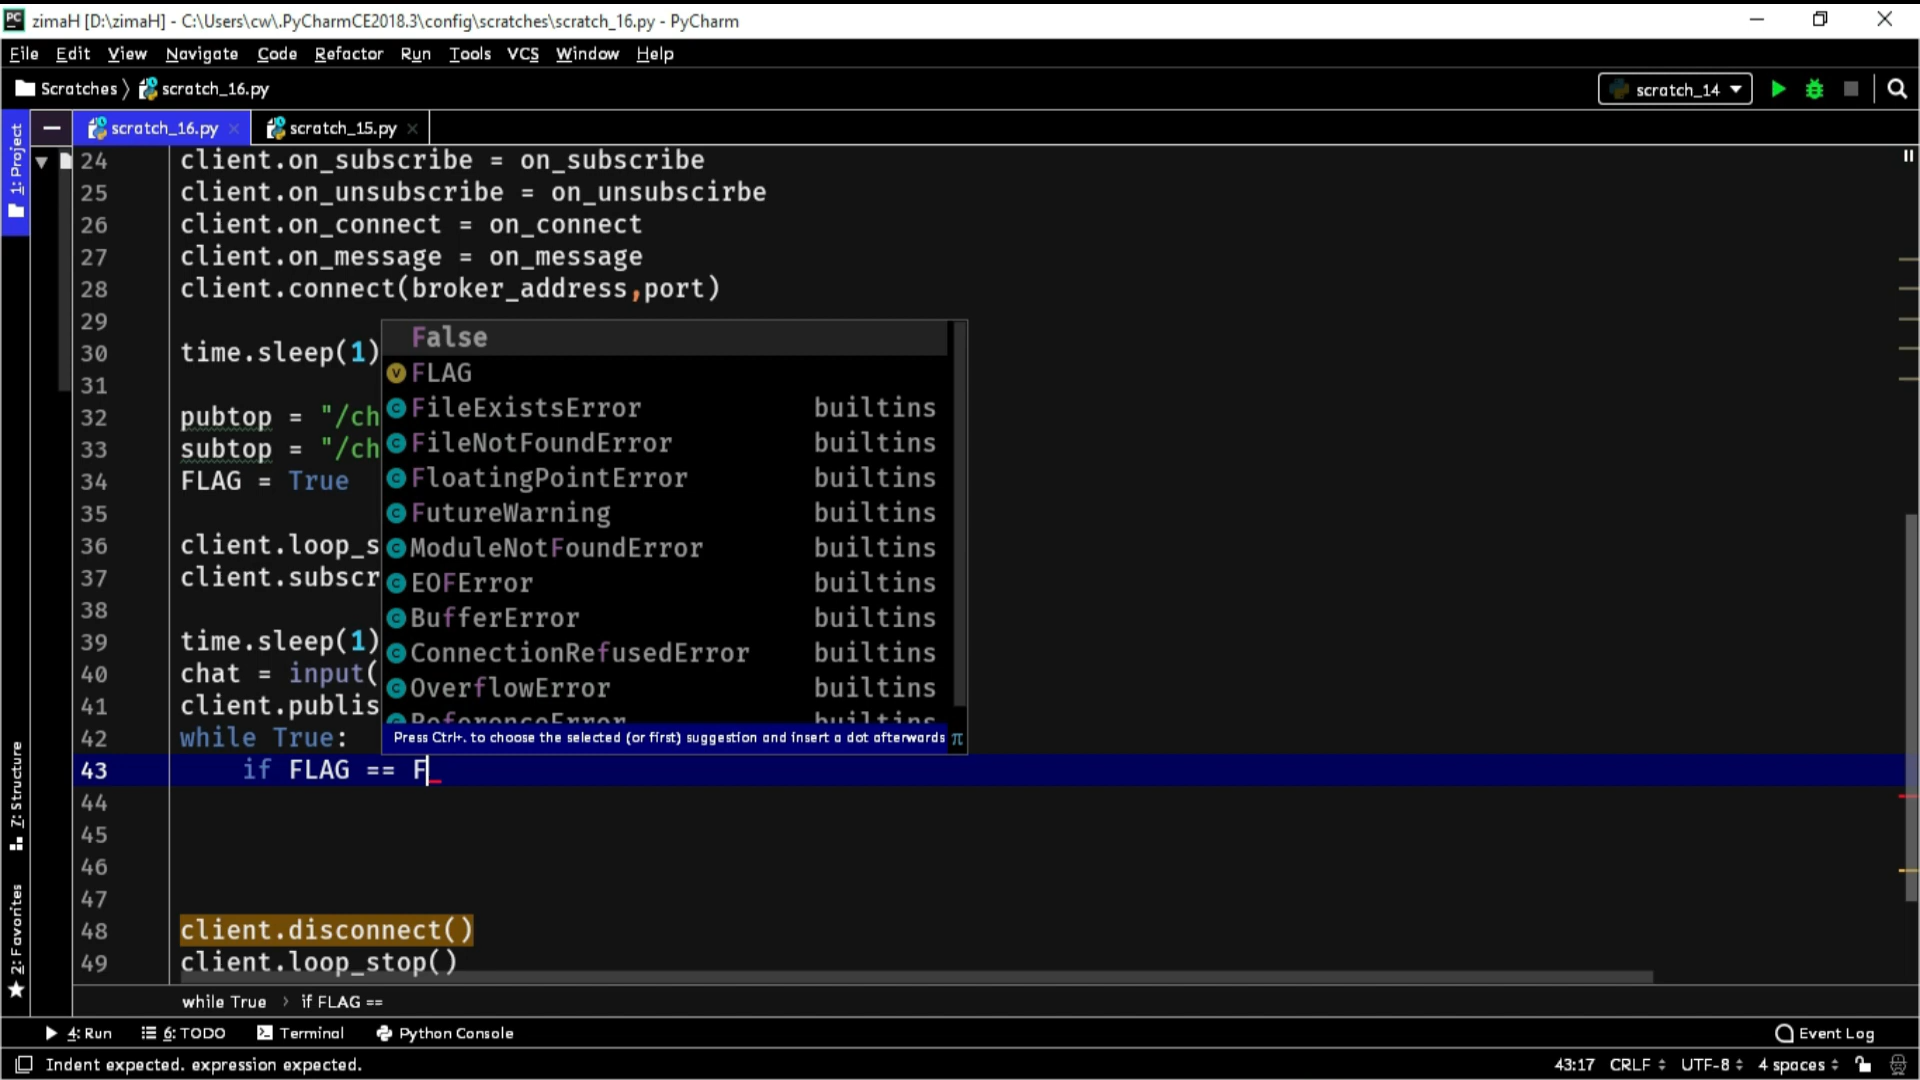 PC zimaH [D:\zimaH] - C:\Users\cw\.PyCharmCE2018.3\config\scratches\scratch_16.py - PyCharm
File Edit View Navigate Code Refactor Run Tools VCS Window Help
Scratches scratch_16.py scratch_14
scratch_16.py scratch_15.py
1: Project
24 client.on_subscribe = on_subscribe
25 client.on_unsubscribe = on_unsubscirbe
26 client.on_connect = on_connect
27 client.on_message = on_message
28 client.connect(broker_address,port)
29
30 time.sleep(1)
31
32 pubtop = "/ch
33 subtop = "/ch
34 FLAG = True
35
36 client.loop_s
37 client.subscr
38
39 time.sleep(1)
40 chat = input(
41 client.publis
42 while True:
43 if FLAG == F
44
45
46
47
48 client.disconnect()
49 client.loop_stop()
False
V FLAG
C FileExistsError builtins
C FileNotFoundError builtins
C FloatingPointError builtins
C FutureWarning builtins
C ModuleNotFoundError builtins
C EOFError builtins
C BufferError builtins
C ConnectionRefusedError builtins
C OverflowError builtins
ReferenceError builtins
Press Ctrl+. to choose the selected (or first) suggestion and insert a dot afterwards π
7: Structure
2: Favorites
while True › if FLAG ==
4: Run 6: TODO Terminal Python Console Event Log
Indent expected. expression expected. 43:17 CRLF UTF-8 4 spaces